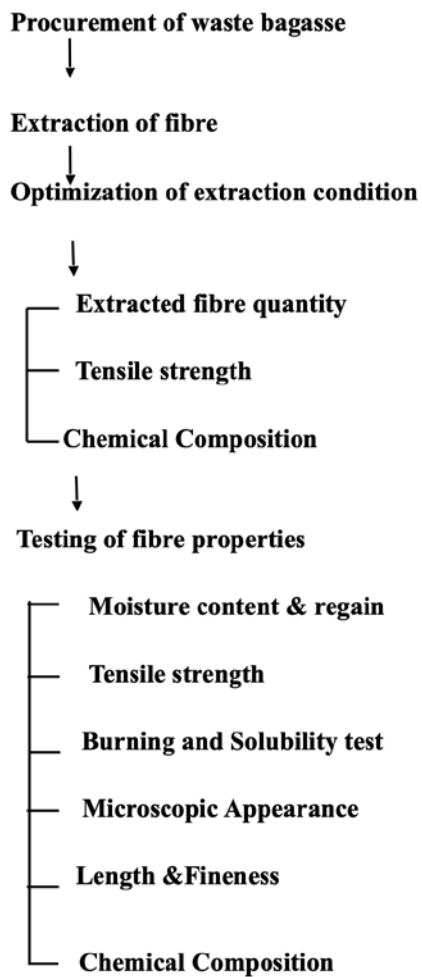 Procurement of waste bagasse
Extraction of fibre
Optimization of extraction condition
Extracted fibre quantity
Tensile strength
Chemical Composition
Testing of fibre properties
Moisture content & regain
Tensile strength
Burning and Solubility test
Microscopic Appearance
Length &Fineness
Chemical Composition